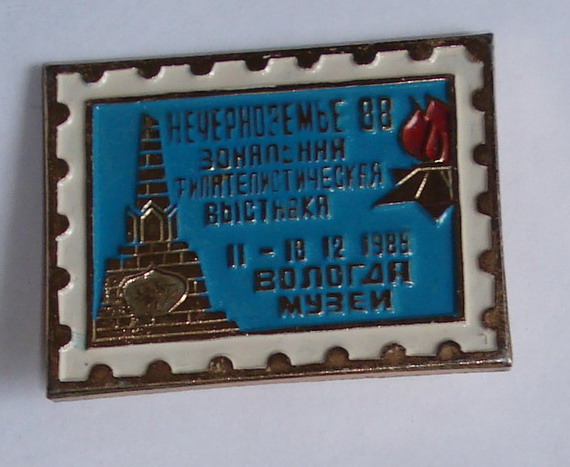 НЕЧЕРНОЗЕМЬЕ 88
ЗОНАЛЬНАЯ
ФИЛАТЕЛИСТИЧЕСКАЯ
ВЫСТАВКА
11 - 18 12 1988
ВОЛОГДА
МУЗЕЙ